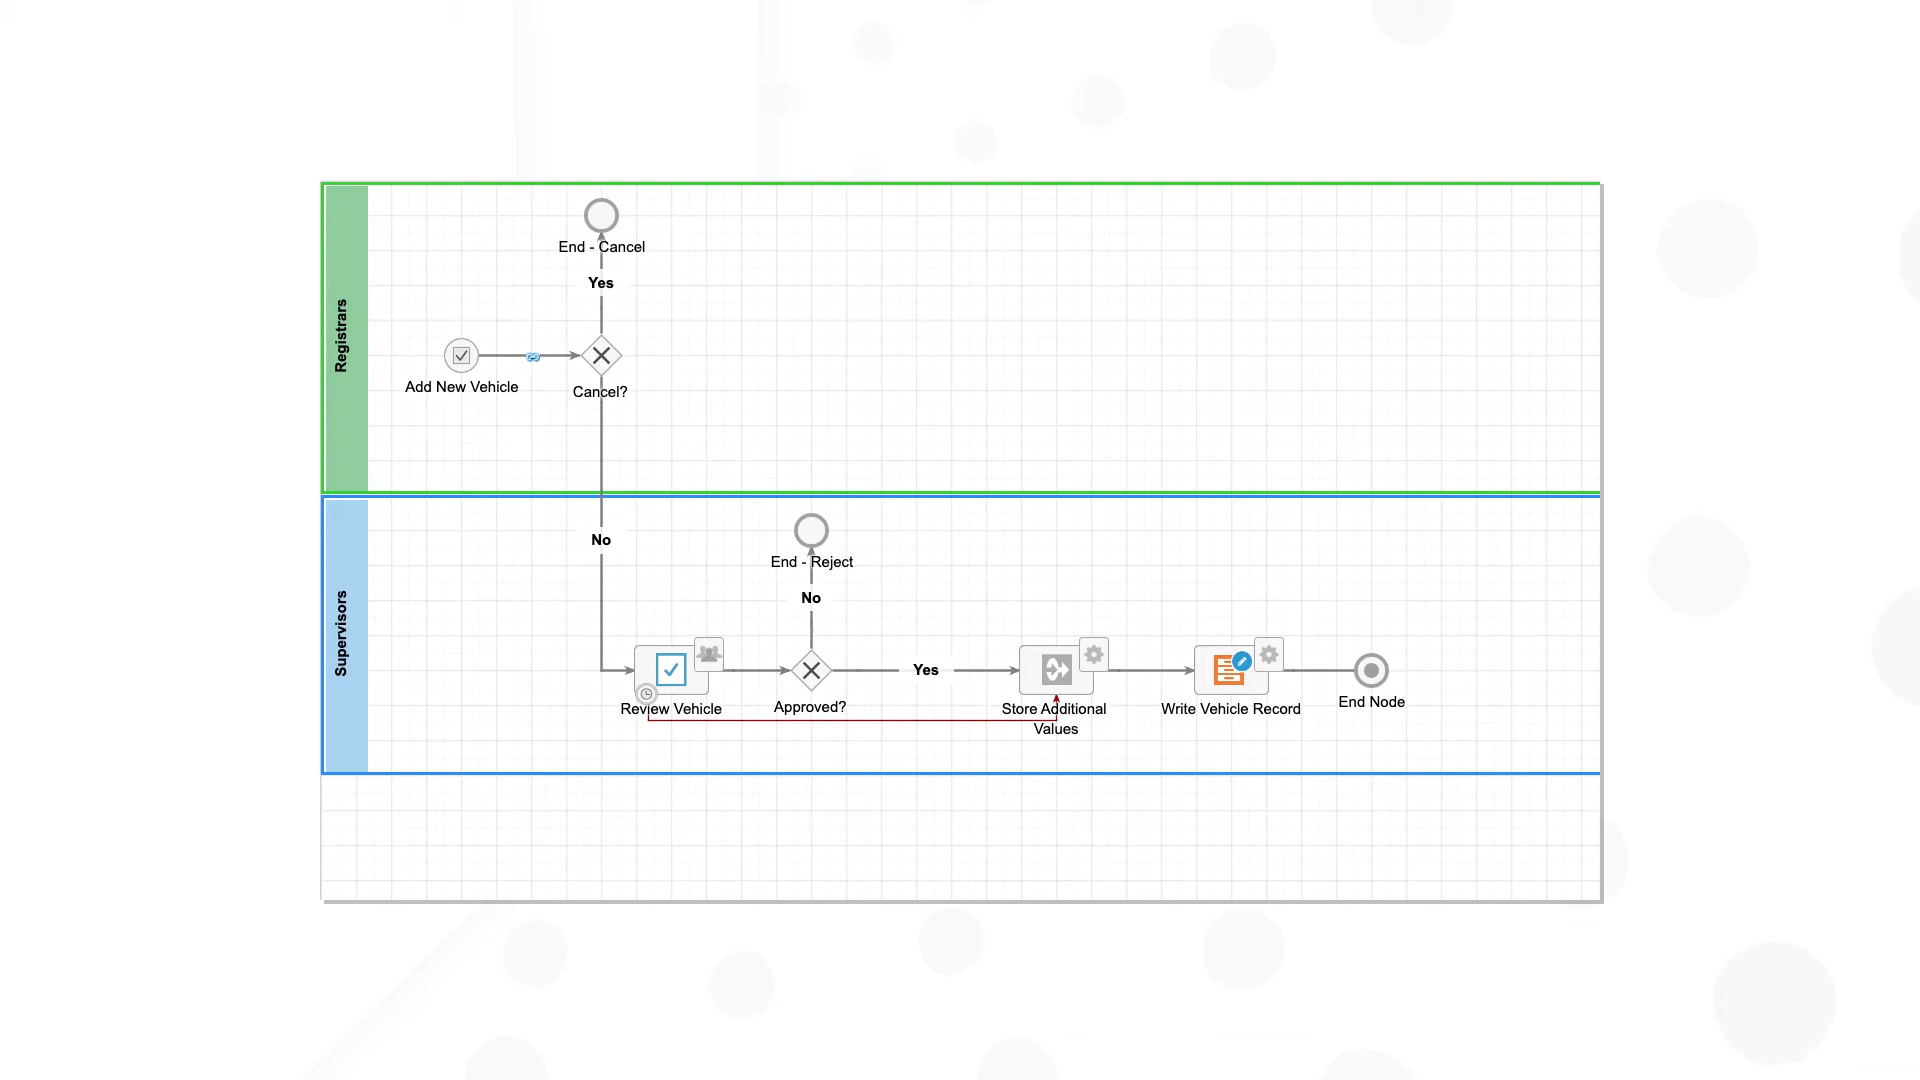 Registrars
End - Cancel
Yes
Add New Vehicle
Cancel?
No
Supervisors
End - Reject
No
Yes
Review Vehicle
Approved?
Store Additional
Values
Write Vehicle Record
End Node